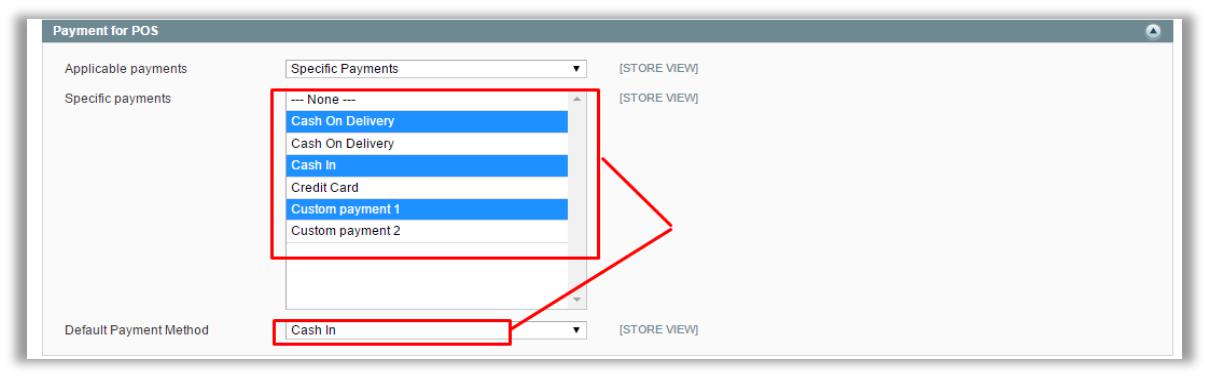 Payment for POS
Applicable payments Specific Payments [STORE VIEW]
Specific payments --- None --- [STORE VIEW]
Cash On Delivery
Cash On Delivery
Cash In
Credit Card
Custom payment 1
Custom payment 2
Default Payment Method Cash In [STORE VIEW]